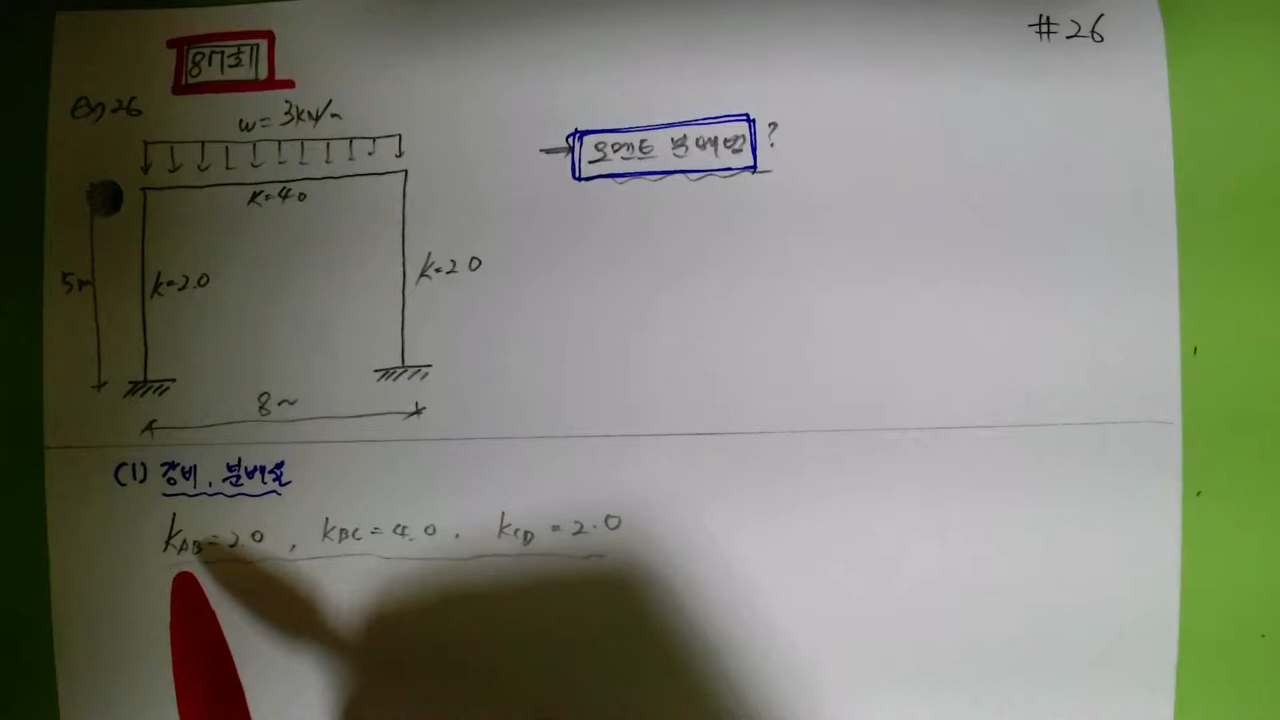 #26
87회
예) 26
w= 3kN/m
→ 모멘트 분배법 ?
K=4.0
5m
k=2.0
k=2.0
8m
(1) 강비, 분배율
kAB=2.0, kBC=4.0, kCD=2.0